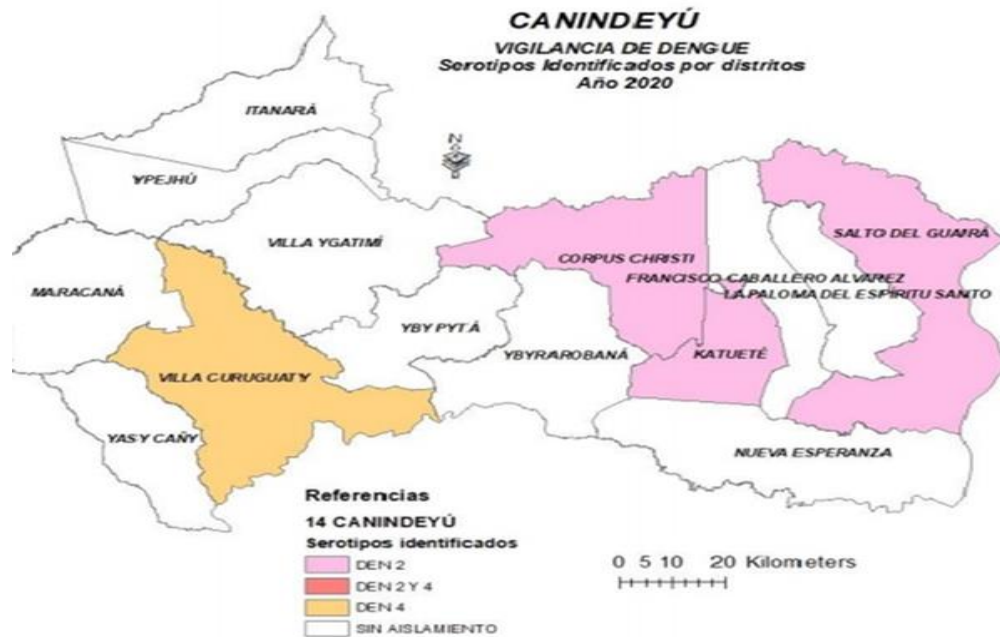 CANINDEYÚ
VIGILANCIA DE DENGUE
Serotipos Identificados por distritos
Año 2020
ITANARÁ
N
YPEJHÚ
VILLA YGATIMÍ
SALTO DEL GUAIRÁ
CORPUS CHRISTI
FRANCISCO CABALLERO ALVAREZ
MARACANÁ
LA PALOMA DEL ESPÍRITU SANTO
YBY PYTÁ
YBYRAROBANÁ
KATUETÉ
VILLA CURUGUATY
YASY CAÑY
NUEVA ESPERANZA
Referencias
14 CANINDEYÚ
Serotipos identificados
DEN 2
DEN 2 Y 4
DEN 4
SIN AISLAMIENTO
0 5 10 20 Kilometers